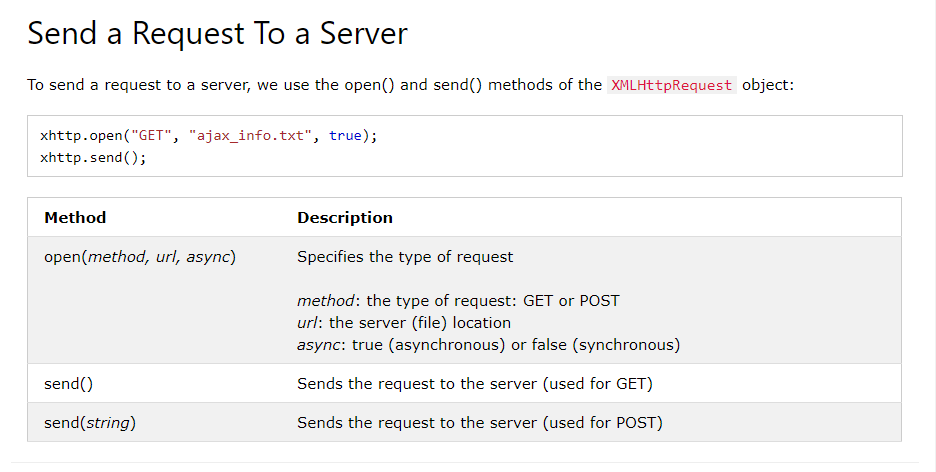 Send a Request To a Server
To send a request to a server, we use the open() and send() methods of the XMLHttpRequest object:
xhttp.open("GET", "ajax_info.txt", true);
xhttp.send();
Method Description
open(method, url, async) Specifies the type of request
method: the type of request: GET or POST
url: the server (file) location
async: true (asynchronous) or false (synchronous)
send() Sends the request to the server (used for GET)
send(string) Sends the request to the server (used for POST)